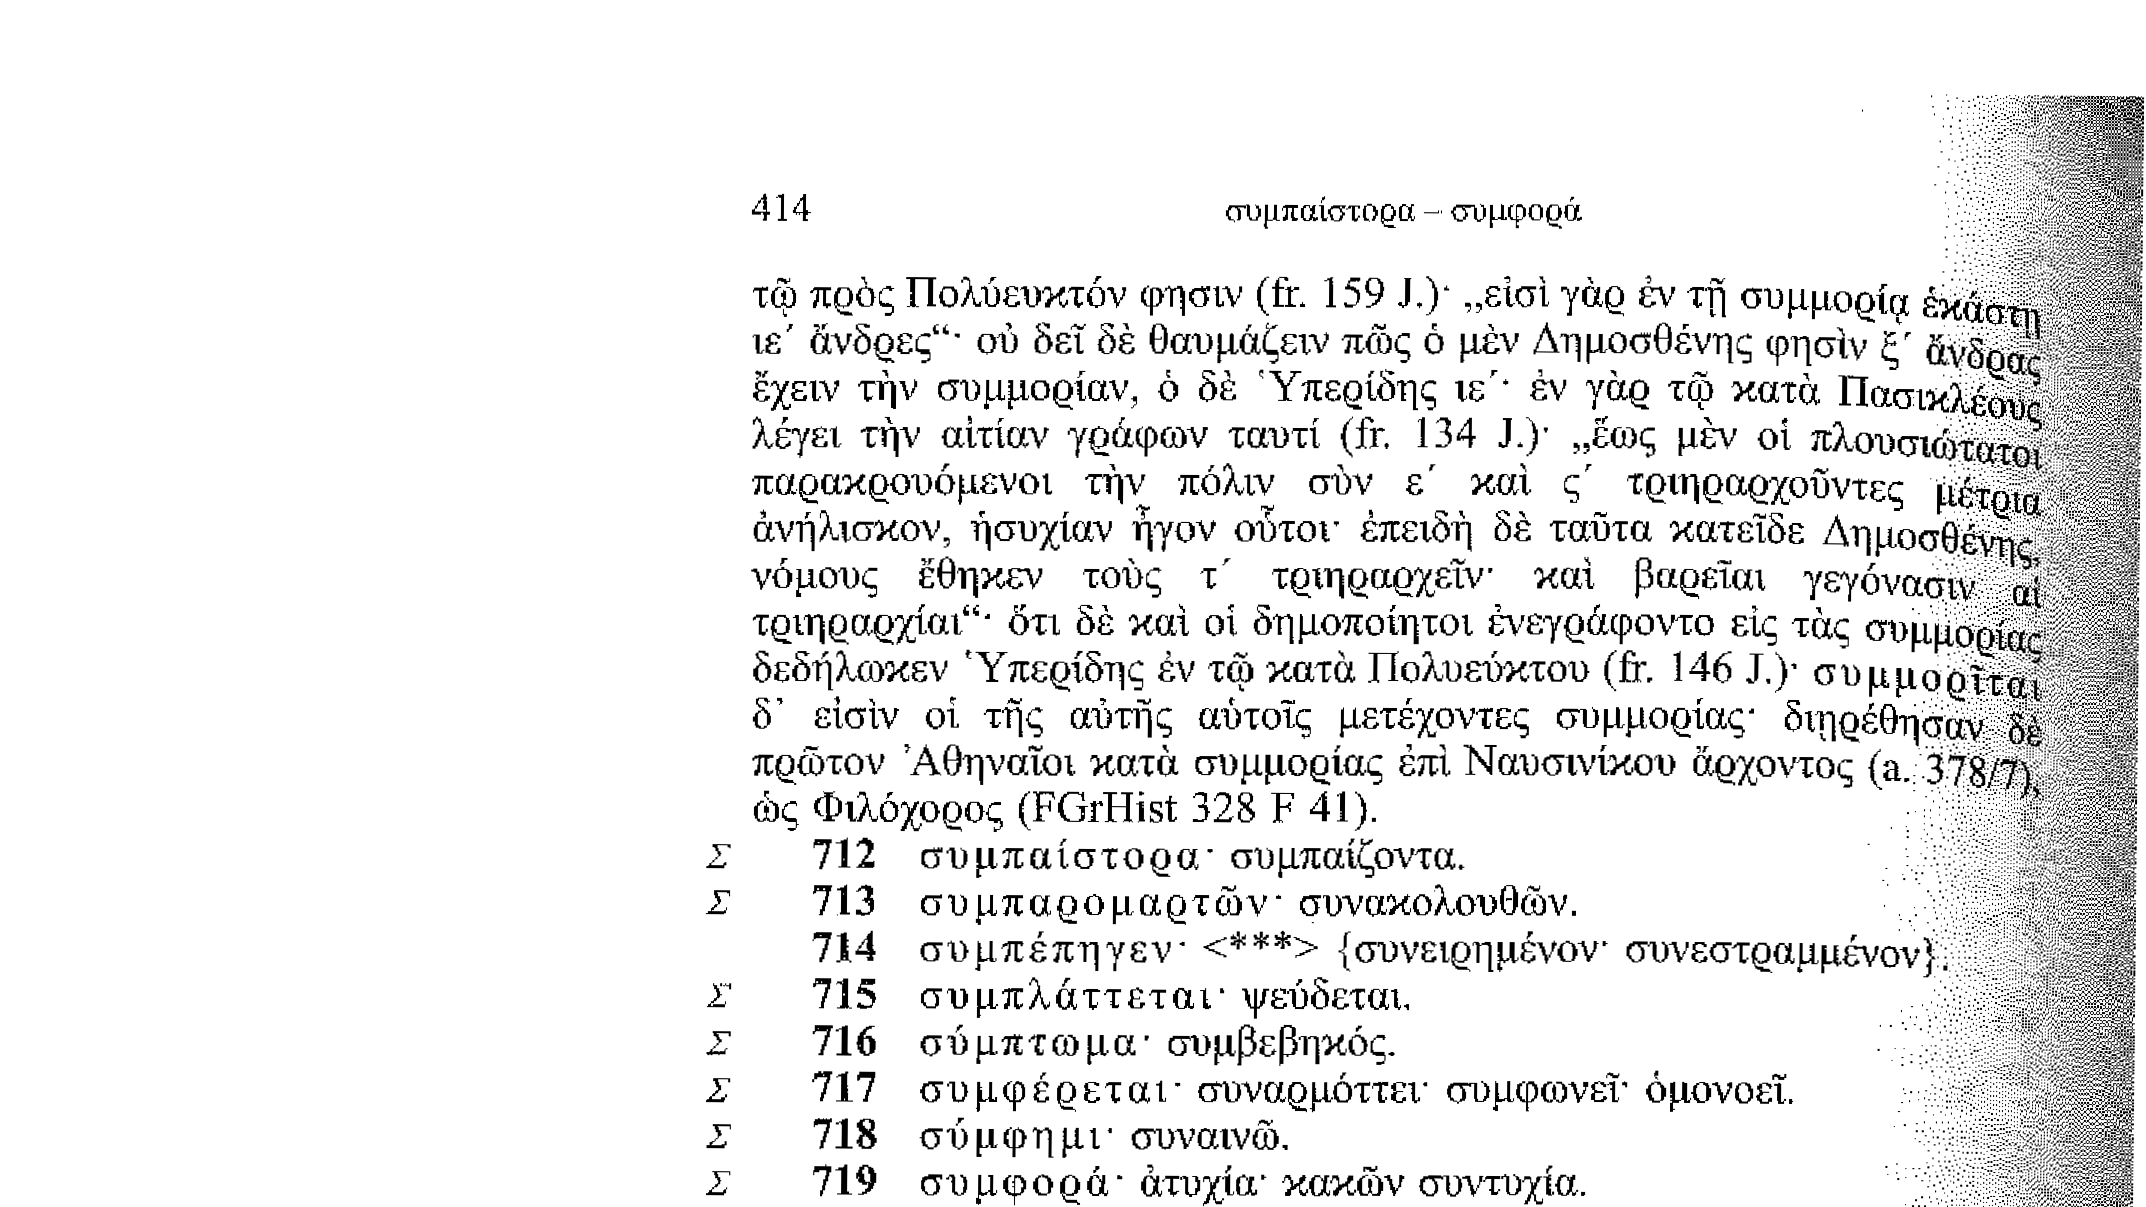 414 συμπαίστορα – συμφορά
τῷ πρὸς Πολύευκτόν φησιν (fr. 159 J.)· „εἰσὶ γὰρ ἐν τῇ συμμορίᾳ ἑκάστῃ
ιε´ ἄνδρες“· οὐ δεῖ δὲ θαυμάζειν πῶς ὁ μὲν Δημοσθένης φησὶν ξ´ ἄνδρας
ἔχειν τὴν συμμορίαν, ὁ δὲ Ὑπερίδης ιε´· ἐν γὰρ τῷ κατὰ Πασικλέους
λέγει τὴν αἰτίαν γράφων ταυτί (fr. 134 J.)· „ἕως μὲν οἱ πλουσιώτατοι
παρακρουόμενοι τὴν πόλιν σὺν ε´ καὶ ς´ τριηραρχοῦντες μέτρια
ἀνήλισκον, ἡσυχίαν ἦγον οὗτοι· ἐπειδὴ δὲ ταῦτα κατεῖδε Δημοσθένης,
νόμους ἔθηκεν τοὺς τ´ τριηραρχεῖν· καὶ βαρεῖαι γεγόνασιν αἱ
τριηραρχίαι“· ὅτι δὲ καὶ οἱ δημοποίητοι ἐνεγράφοντο εἰς τὰς συμμορίας
δεδήλωκεν Ὑπερίδης ἐν τῷ κατὰ Πολυεύκτου (fr. 146 J.)· συμμορῖται
δ᾽ εἰσὶν οἱ τῆς αὐτῆς αὑτοῖς μετέχοντες συμμορίας· διῃρέθησαν δὲ
πρῶτον Ἀθηναῖοι κατὰ συμμορίας ἐπὶ Ναυσινίκου ἄρχοντος (a. 378/7),
ὡς Φιλόχορος (FGrHist 328 F 41).
Σ 712 συμπαίστορα· συμπαίζοντα.
Σ 713 συμπαρομαρτῶν· συνακολουθῶν.
714 συμπέπηγεν· <***> {συνειρημένον· συνεστραμμένον}.
Σ 715 συμπλάττεται· ψεύδεται.
Σ 716 σύμπτωμα· συμβεβηκός.
Σ 717 συμφέρεται· συναρμόττει· συμφωνεῖ· ὁμονοεῖ.
Σ 718 σύμφημι· συναινῶ.
Σ 719 συμφορά· ἀτυχία· κακῶν συντυχία.